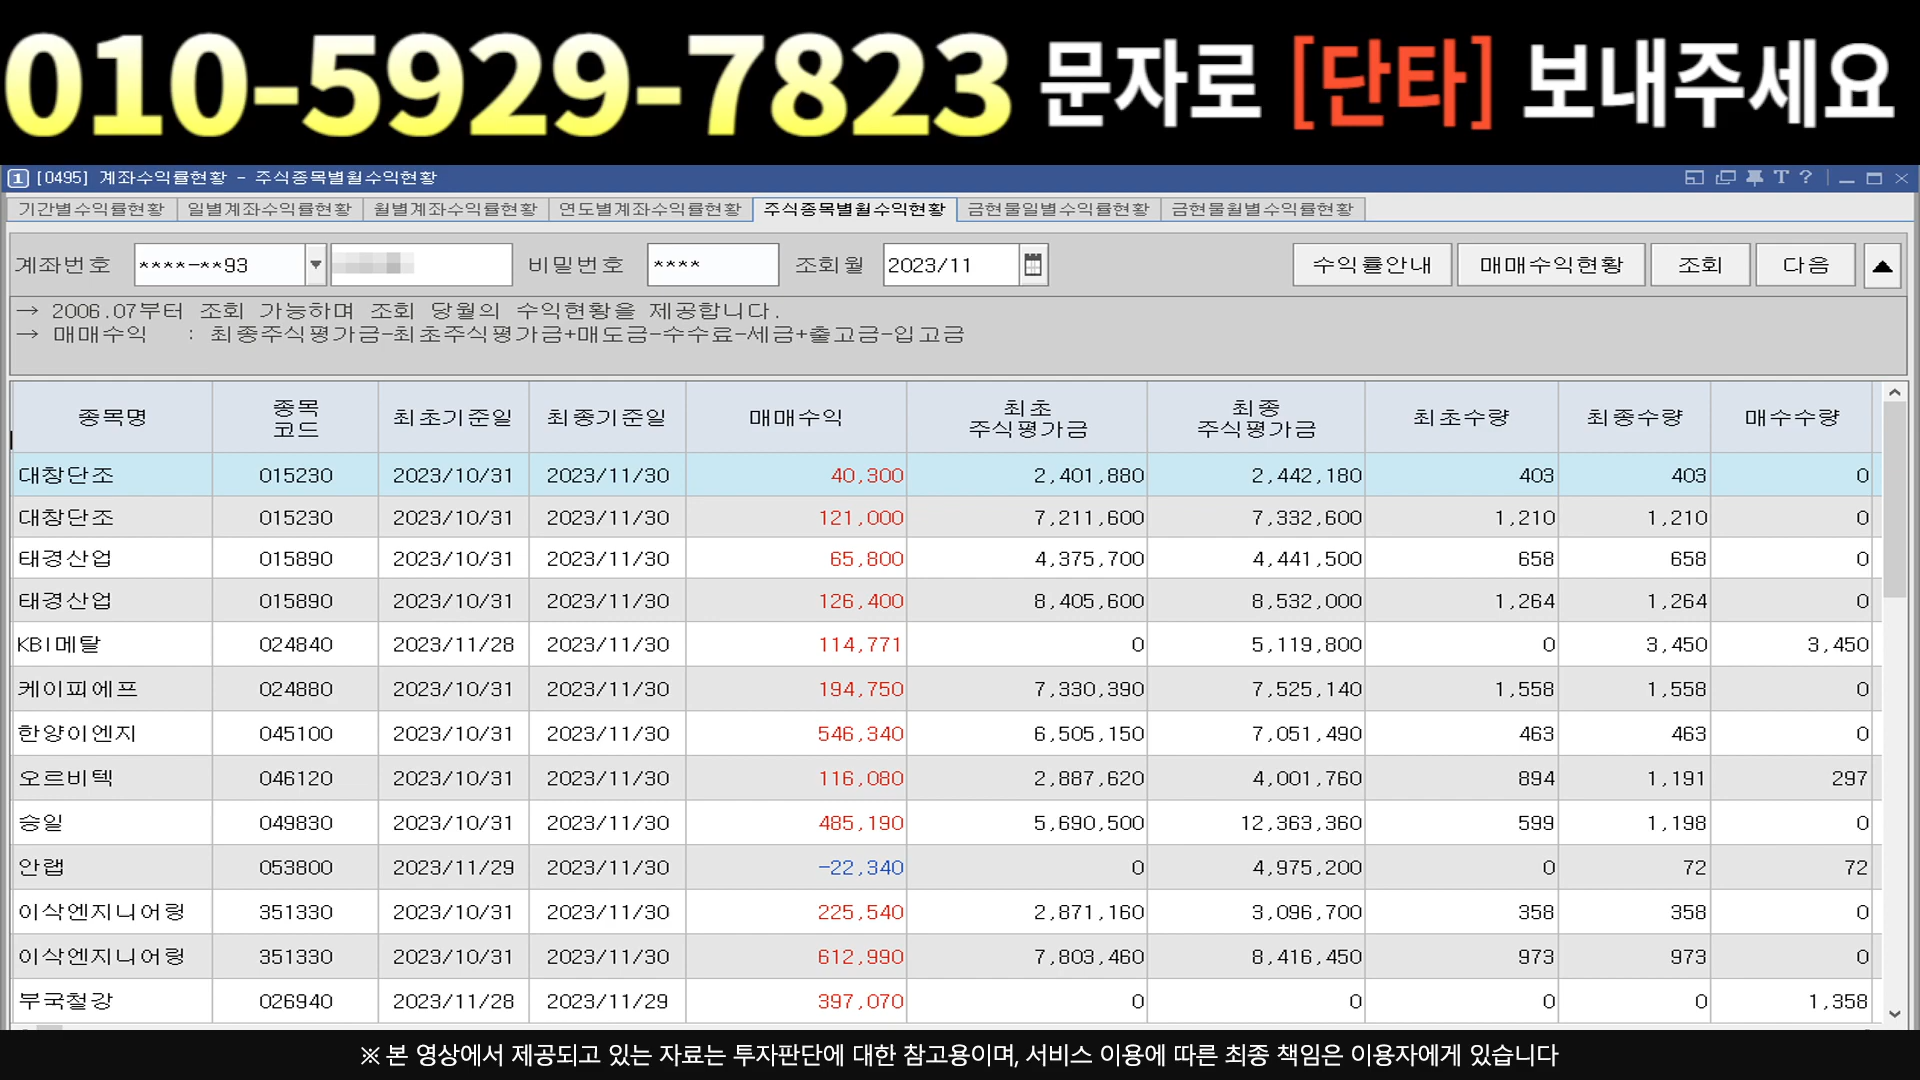 010-5929-7823 문자로 [단타] 보내주세요
1 [0495] 계좌수익률현황 - 주식종목별월수익현황 T ?
기간별수익률현황 일별계좌수익률현황 월별계좌수익률현황 연도별계좌수익률현황 주식종목별월수익현황 금현물일별수익률현황 금현물월별수익률현황
계좌번호 ****-**93 비밀번호 **** 조회월 2023/11 수익률안내 매매수익현황 조회 다음 ▲
→ 2006.07부터 조회 가능하며 조회 당월의 수익현황을 제공합니다.
→ 매매수익 : 최종주식평가금-최초주식평가금+매도금-수수료-세금+출고금-입고금
종목명 종목코드 최초기준일 최종기준일 매매수익 최초주식평가금 최종주식평가금 최초수량 최종수량 매수수량
대창단조 015230 2023/10/31 2023/11/30 40,300 2,401,880 2,442,180 403 403 0
대창단조 015230 2023/10/31 2023/11/30 121,000 7,211,600 7,332,600 1,210 1,210 0
태경산업 015890 2023/10/31 2023/11/30 65,800 4,375,700 4,441,500 658 658 0
태경산업 015890 2023/10/31 2023/11/30 126,400 8,405,600 8,532,000 1,264 1,264 0
KBI메탈 024840 2023/11/28 2023/11/30 114,771 0 5,119,800 0 3,450 3,450
케이피에프 024880 2023/10/31 2023/11/30 194,750 7,330,390 7,525,140 1,558 1,558 0
한양이엔지 045100 2023/10/31 2023/11/30 546,340 6,505,150 7,051,490 463 463 0
오르비텍 046120 2023/10/31 2023/11/30 116,080 2,887,620 4,001,760 894 1,191 297
승일 049830 2023/10/31 2023/11/30 485,190 5,690,500 12,363,360 599 1,198 0
안랩 053800 2023/11/29 2023/11/30 -22,340 0 4,975,200 0 72 72
이삭엔지니어링 351330 2023/10/31 2023/11/30 225,540 2,871,160 3,096,700 358 358 0
이삭엔지니어링 351330 2023/10/31 2023/11/30 612,990 7,803,460 8,416,450 973 973 0
부국철강 026940 2023/11/28 2023/11/29 397,070 0 0 0 0 1,358
※ 본 영상에서 제공되고 있는 자료는 투자판단에 대한 참고용이며, 서비스 이용에 따른 최종 책임은 이용자에게 있습니다